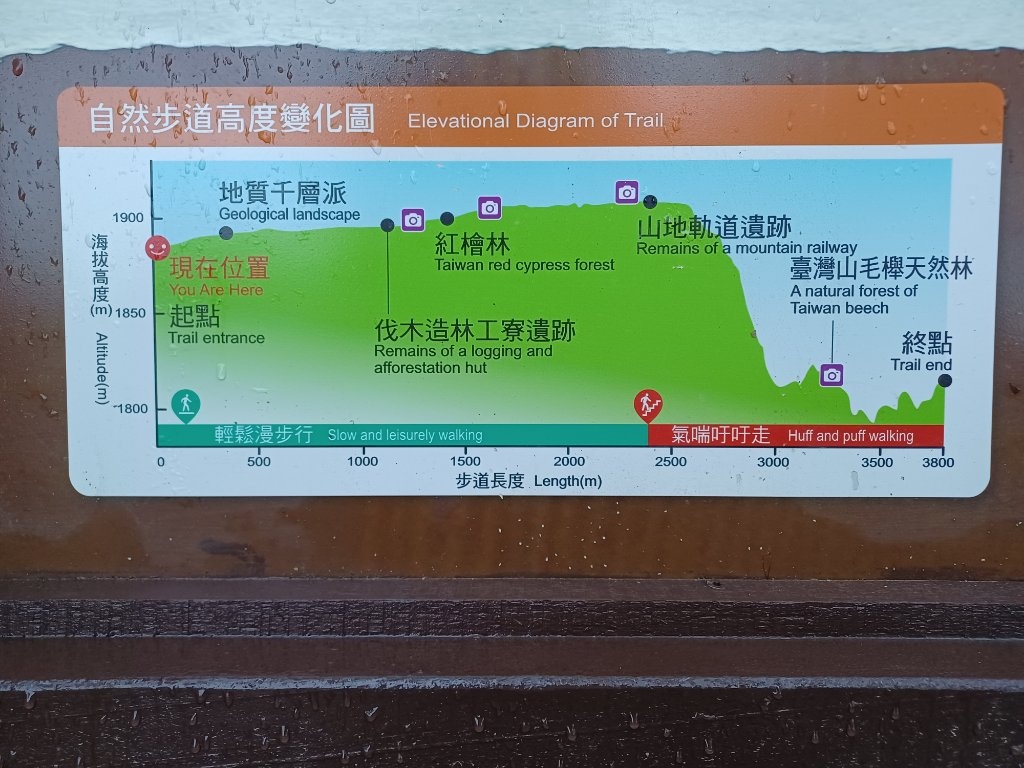 自然步道高度變化圖 Elevational Diagram of Trail
地質千層派
Geological landscape
1900
海拔高度(m) Altitude(m)
現在位置
You Are Here
紅檜林
Taiwan red cypress forest
山地軌道遺跡
Remains of a mountain railway
臺灣山毛櫸天然林
A natural forest of
Taiwan beech
1850
起點
Trail entrance
伐木造林工寮遺跡
Remains of a logging and
afforestation hut
終點
Trail end
1800
輕鬆漫步行 Slow and leisurely walking
氣喘吁吁走 Huff and puff walking
0 500 1000 1500 2000 2500 3000 3500 3800
步道長度 Length(m)